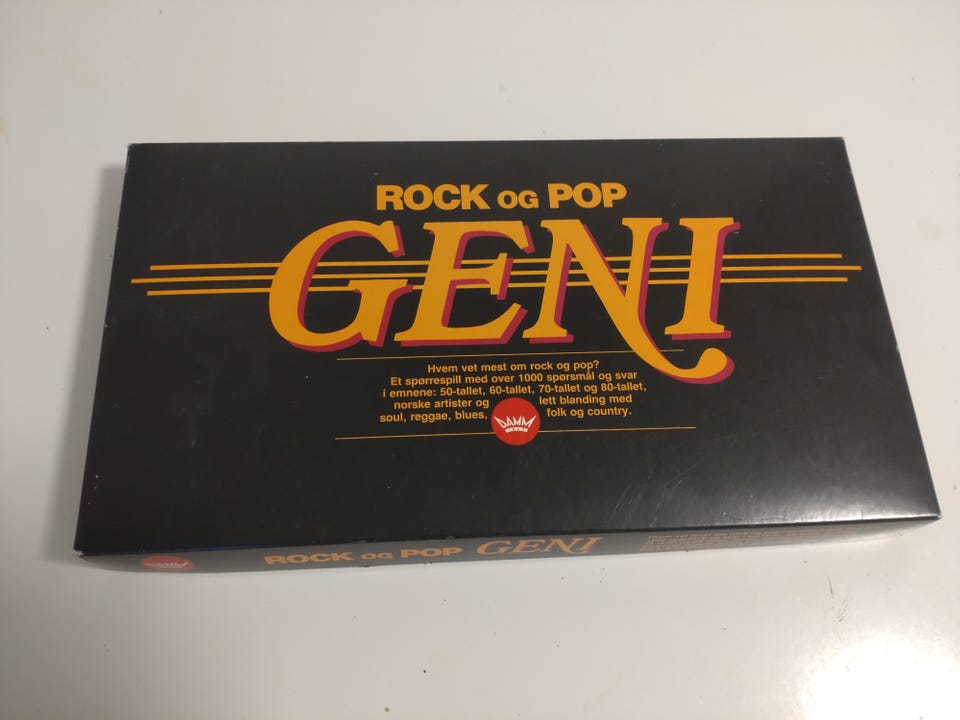 ROCK OG POP
GENI
Hvem vet mest om rock og pop?
Et spørrespill med over 1000 spørsmål og svar
i emnene: 50-tallet, 60-tallet, 70-tallet og 80-tallet,
norske artister og lett blanding med
soul, reggae, blues, folk og country.
DAMM
ROCK OG POP GENI
DAMM